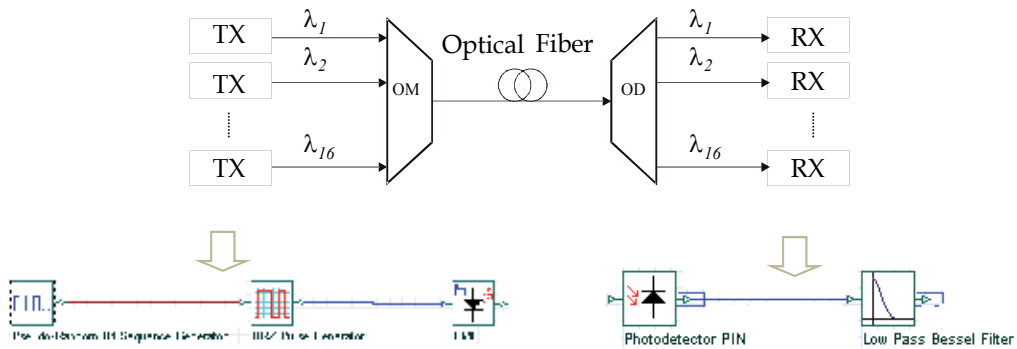 TX λ1 λ1 RX
Optical Fiber
TX λ2 λ2 RX
OM OD
TX λ16 λ16 RX
Photodetector PIN Low Pass Bessel Filter